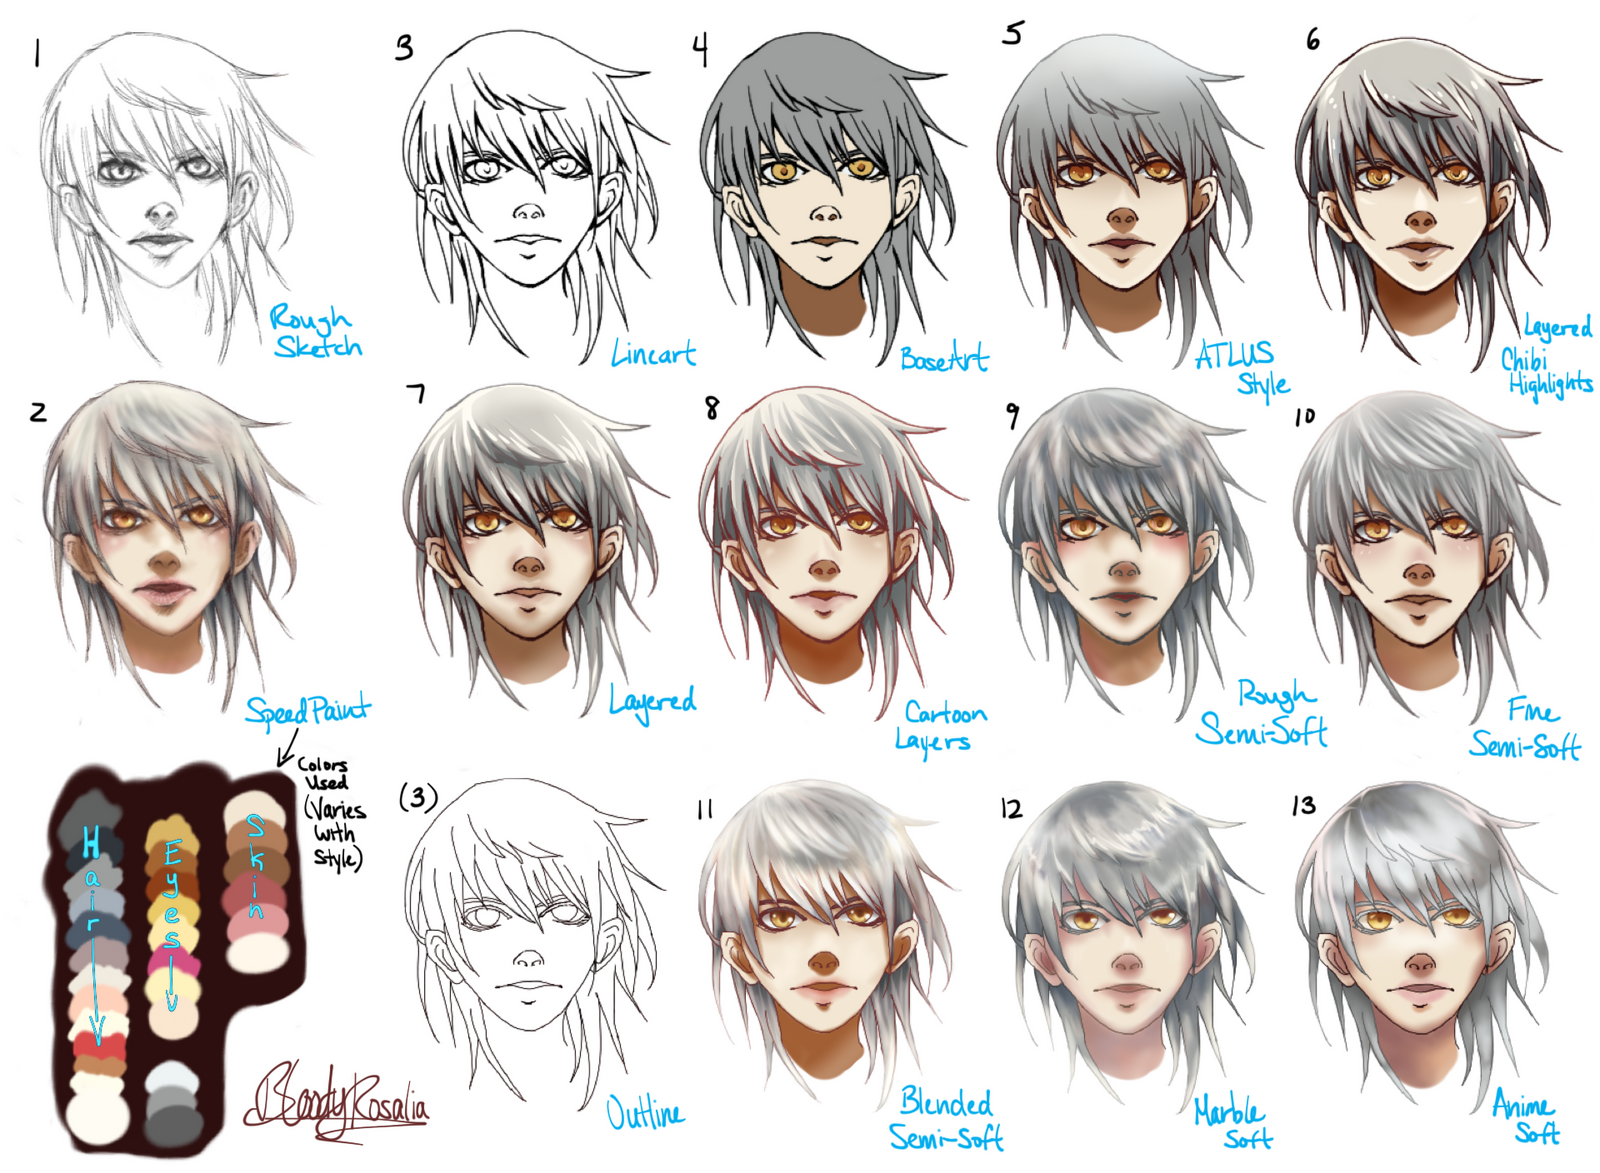 1
Rough
Sketch
3
Lineart
4
BaseArt
5
ATLUS
Style
6
Layered
Chibi
Highlights
2
SpeedPaint
7
Layered
8
Cartoon
Layers
9
Rough
Semi-Soft
10
Fine
Semi-Soft
Colors
Used
(Varies
with
Style)
Hair
Eyes
Skin
BloodyRosalia
(3)
Outline
11
Blended
Semi-Soft
12
Marble
Soft
13
Anime
Soft